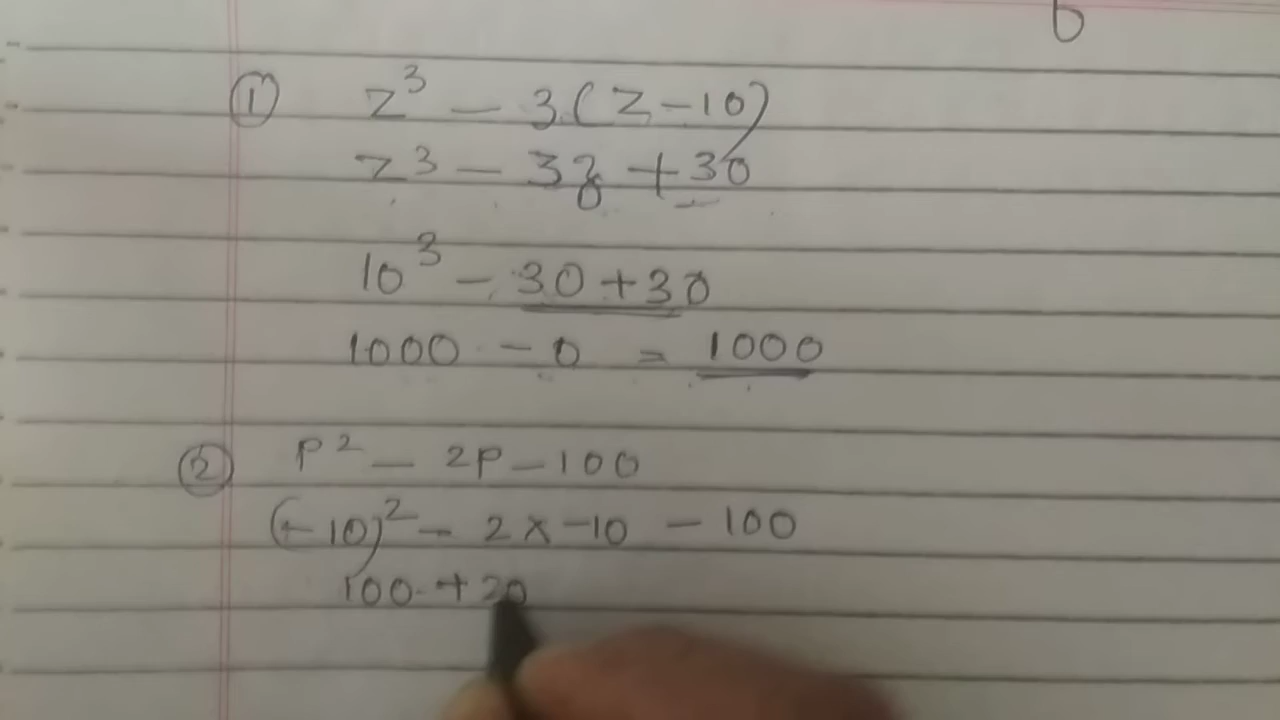 ① z³ - 3(z-10)
z³ - 3z + 30
10³ - 30 + 30
1000 - 0 = 1000
② P² - 2P - 100
(-10)² - 2 x -10 - 100
100 + 20